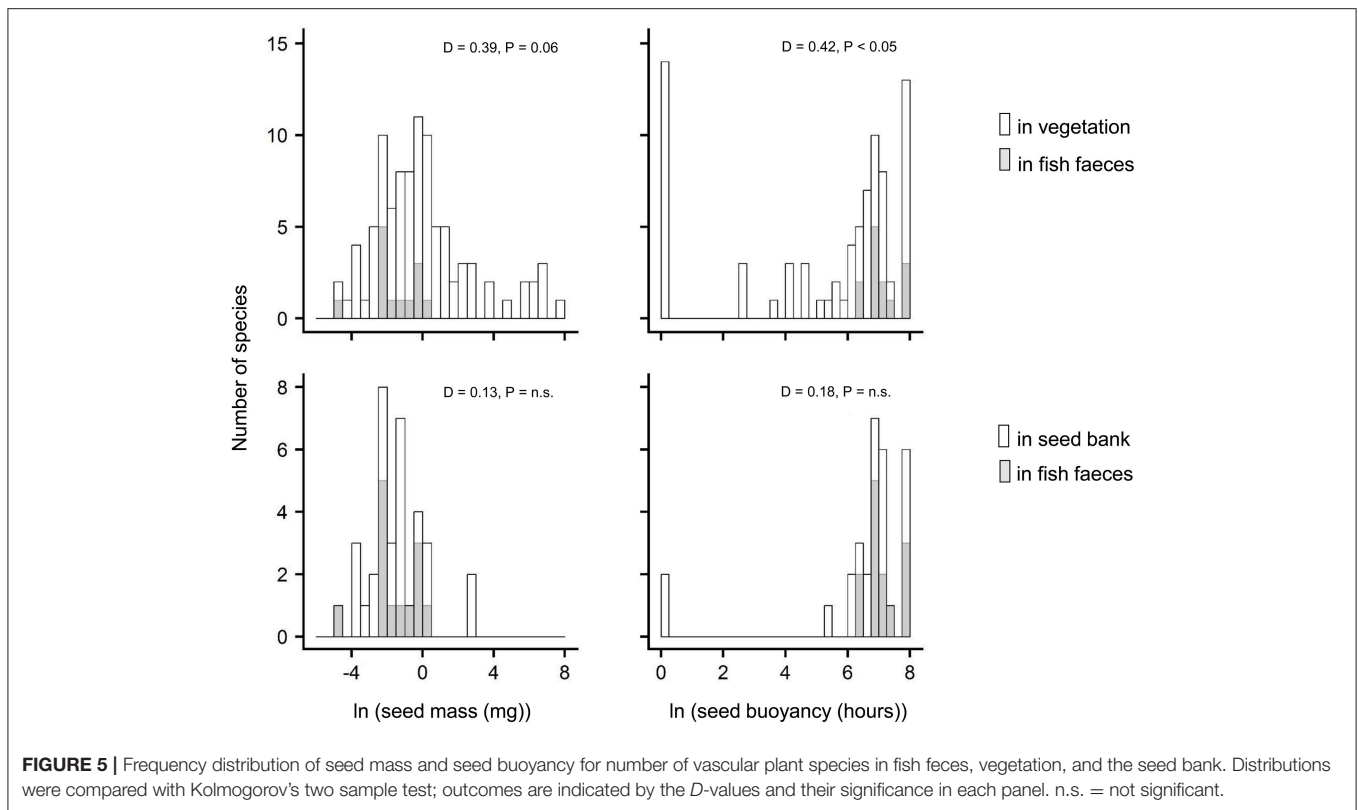 15
10
5
0
D = 0.39, P = 0.06
D = 0.42, P < 0.05
in vegetation
in fish faeces
Number of species
8
6
4
2
0
D = 0.13, P = n.s.
D = 0.18, P = n.s.
in seed bank
in fish faeces
-4 0 4 8
0 2 4 6 8
ln (seed mass (mg))
ln (seed buoyancy (hours))
FIGURE 5 | Frequency distribution of seed mass and seed buoyancy for number of vascular plant species in fish feces, vegetation, and the seed bank. Distributions
were compared with Kolmogorov's two sample test; outcomes are indicated by the D-values and their significance in each panel. n.s. = not significant.